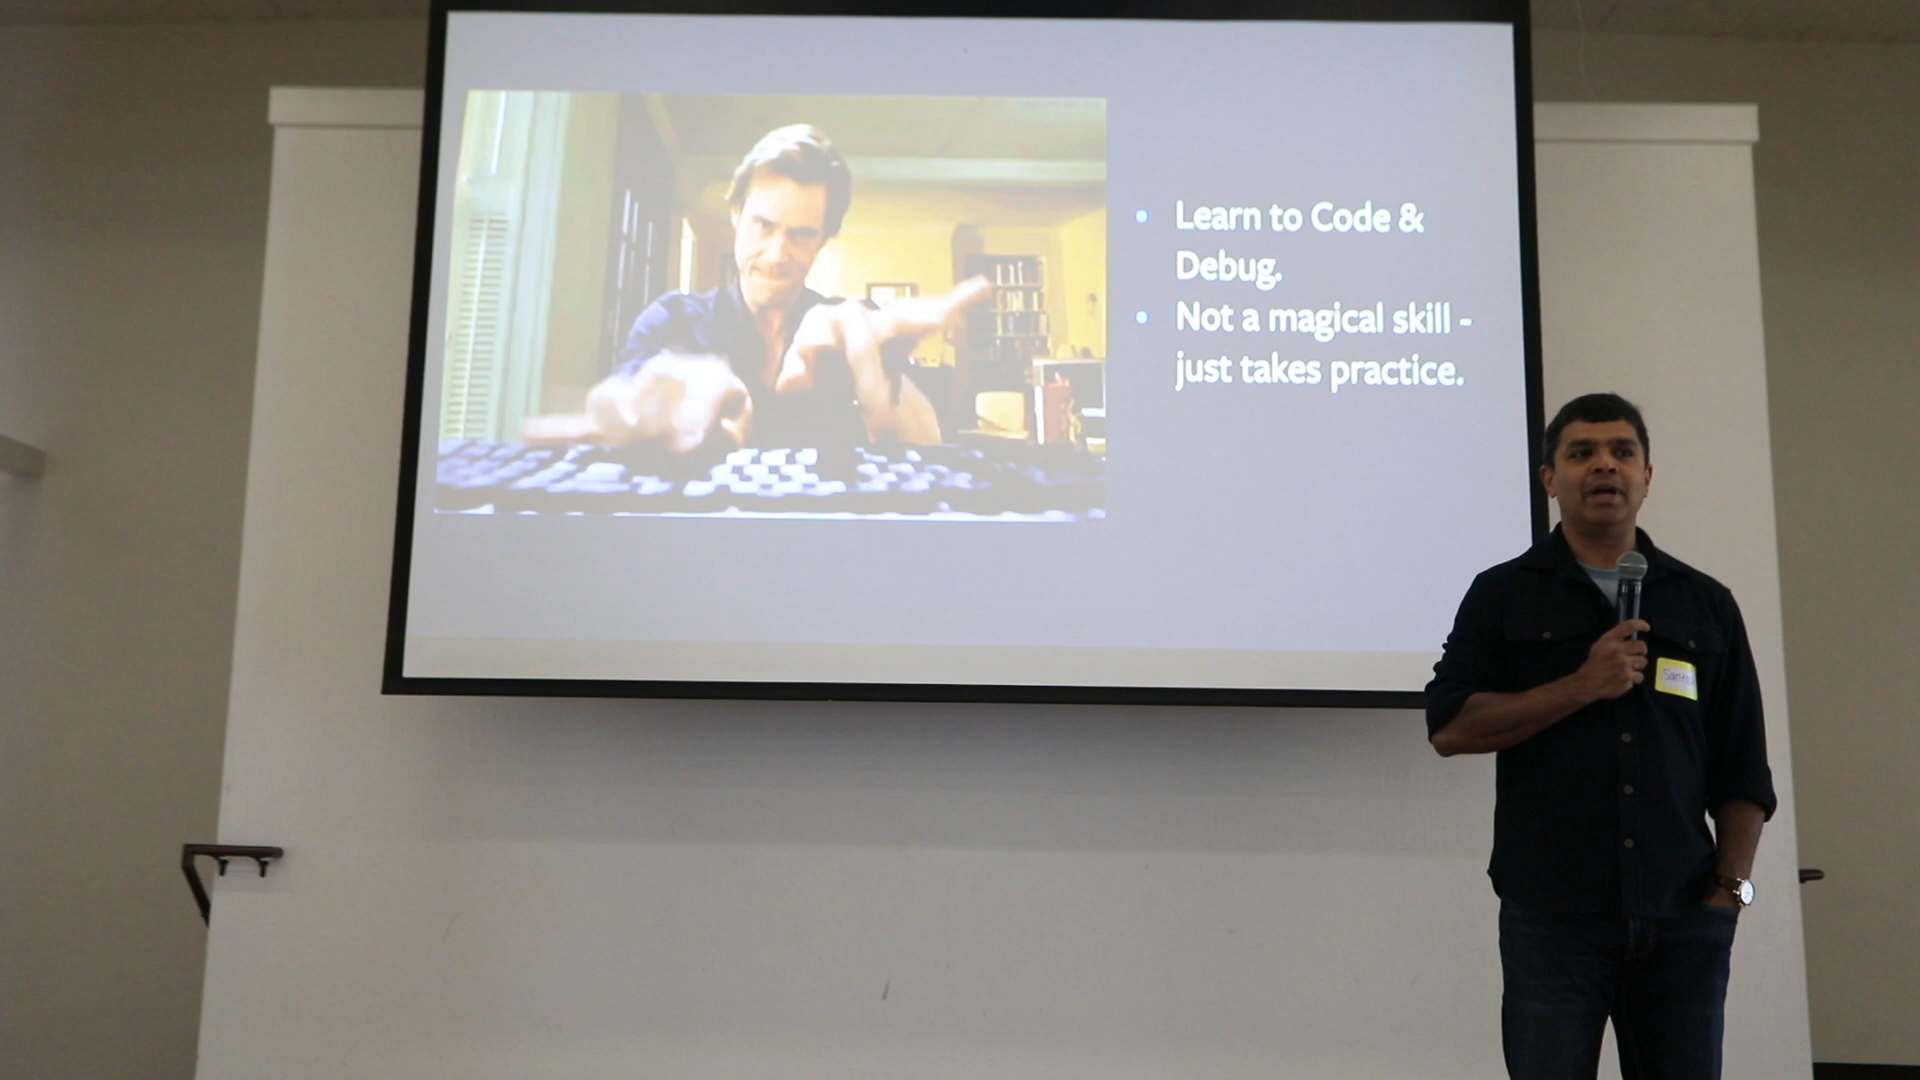 Learn to Code &
Debug.
Not a magical skill -
just takes practice.